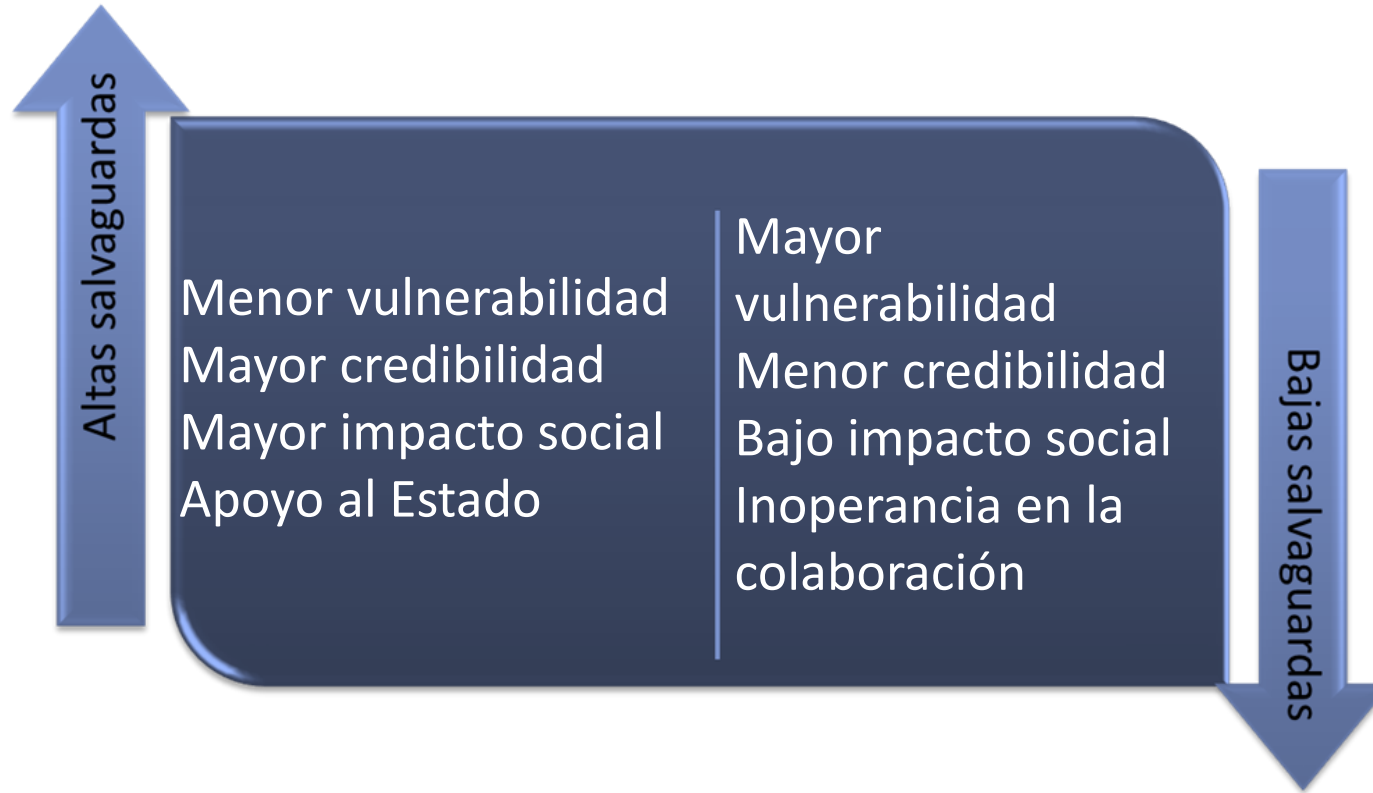 Altas salvaguardas
Menor vulnerabilidad
Mayor credibilidad
Mayor impacto social
Apoyo al Estado
Mayor
vulnerabilidad
Menor credibilidad
Bajo impacto social
Inoperancia en la
colaboración
Bajas salvaguardas